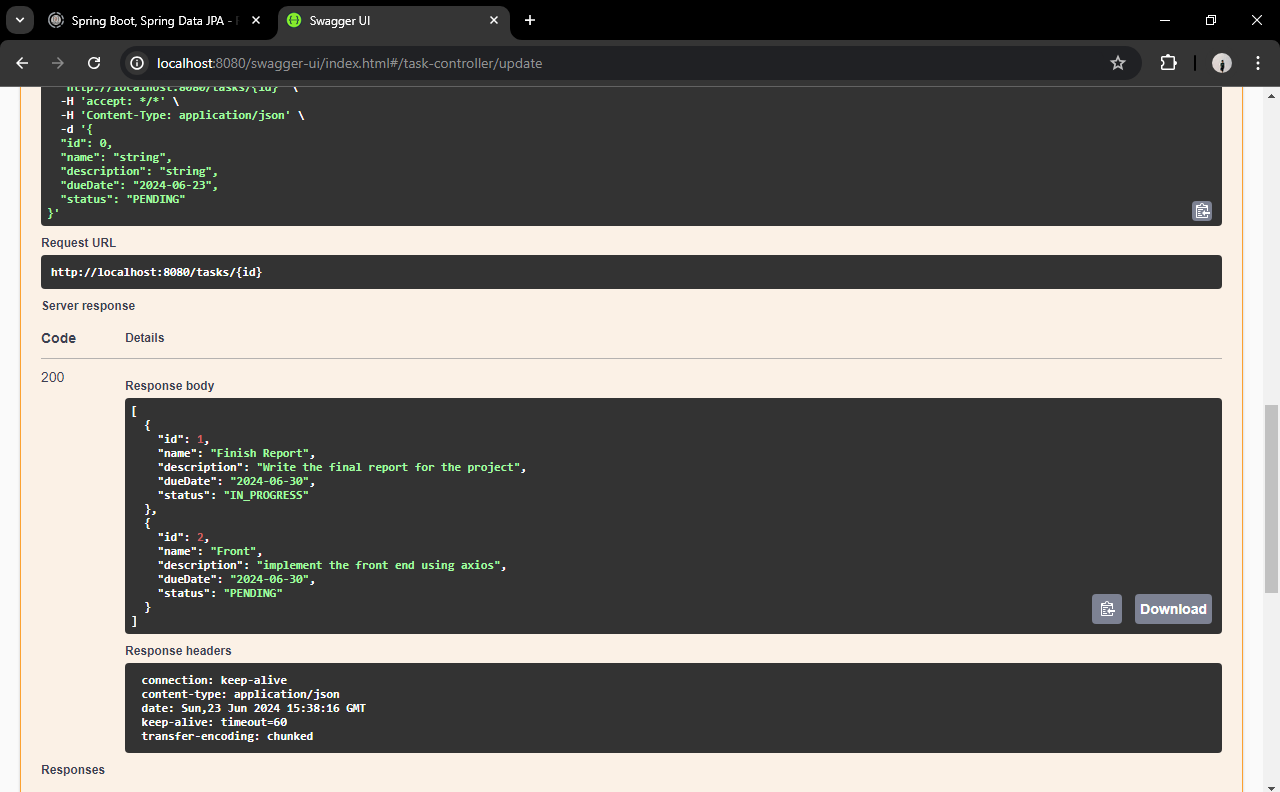 Spring Boot, Spring Data JPA -
Swagger UI
localhost:8080/swagger-ui/index.html#/task-controller/update
'http://localhost:8080/tasks/{id}' \
-H 'accept: */*' \
-H 'Content-Type: application/json' \
-d '{
"id": 0,
"name": "string",
"description": "string",
"dueDate": "2024-06-23",
"status": "PENDING"
}'
Request URL
http://localhost:8080/tasks/{id}
Server response
Code Details
200
Response body
[
{
"id": 1,
"name": "Finish Report",
"description": "Write the final report for the project",
"dueDate": "2024-06-30",
"status": "IN_PROGRESS"
},
{
"id": 2,
"name": "Front",
"description": "implement the front end using axios",
"dueDate": "2024-06-30",
"status": "PENDING"
}
]
Download
Response headers
connection: keep-alive
content-type: application/json
date: Sun,23 Jun 2024 15:38:16 GMT
keep-alive: timeout=60
transfer-encoding: chunked
Responses